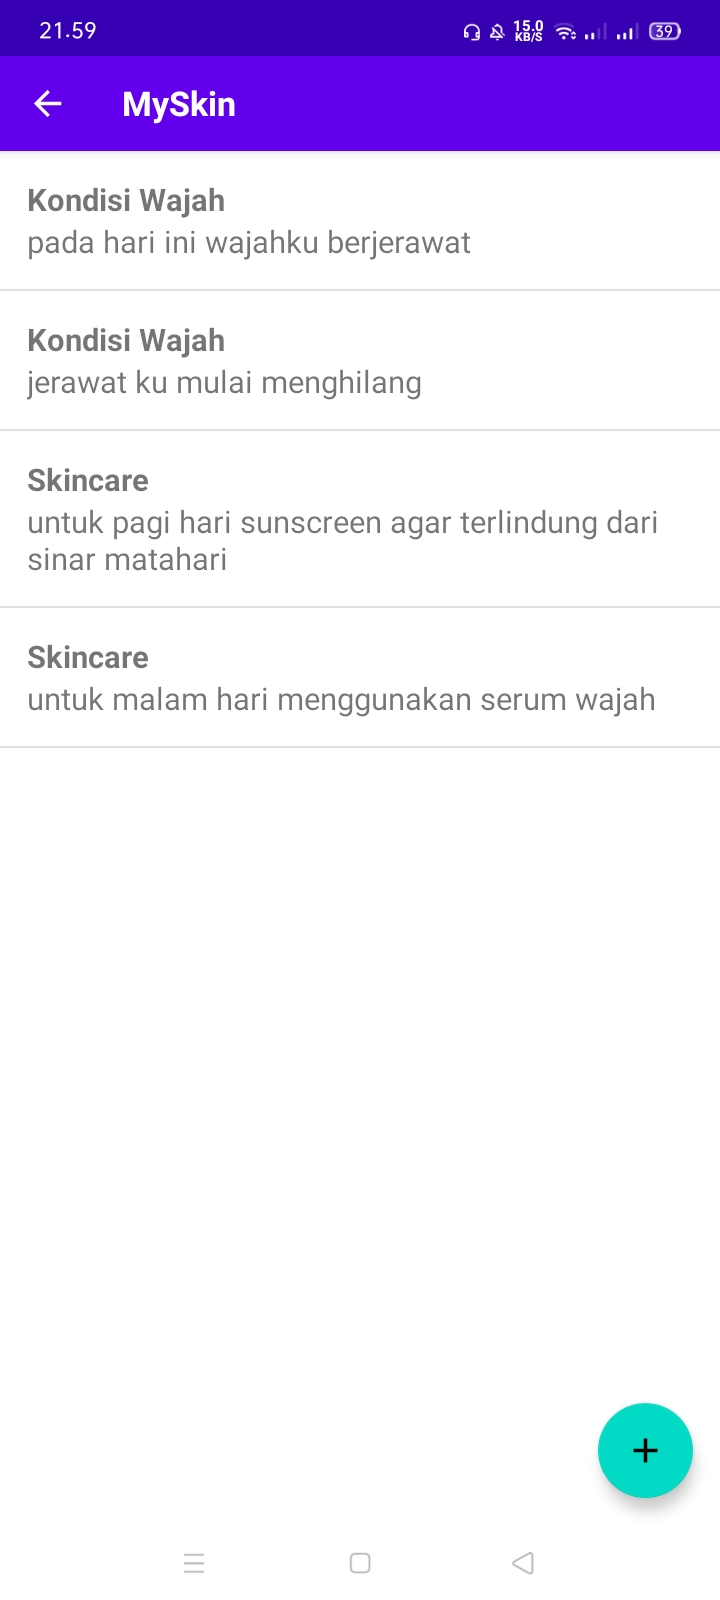 21.59
15.0
KB/S
39
MySkin
Kondisi Wajah
pada hari ini wajahku berjerawat
Kondisi Wajah
jerawat ku mulai menghilang
Skincare
untuk pagi hari sunscreen agar terlindung dari
sinar matahari
Skincare
untuk malam hari menggunakan serum wajah
+